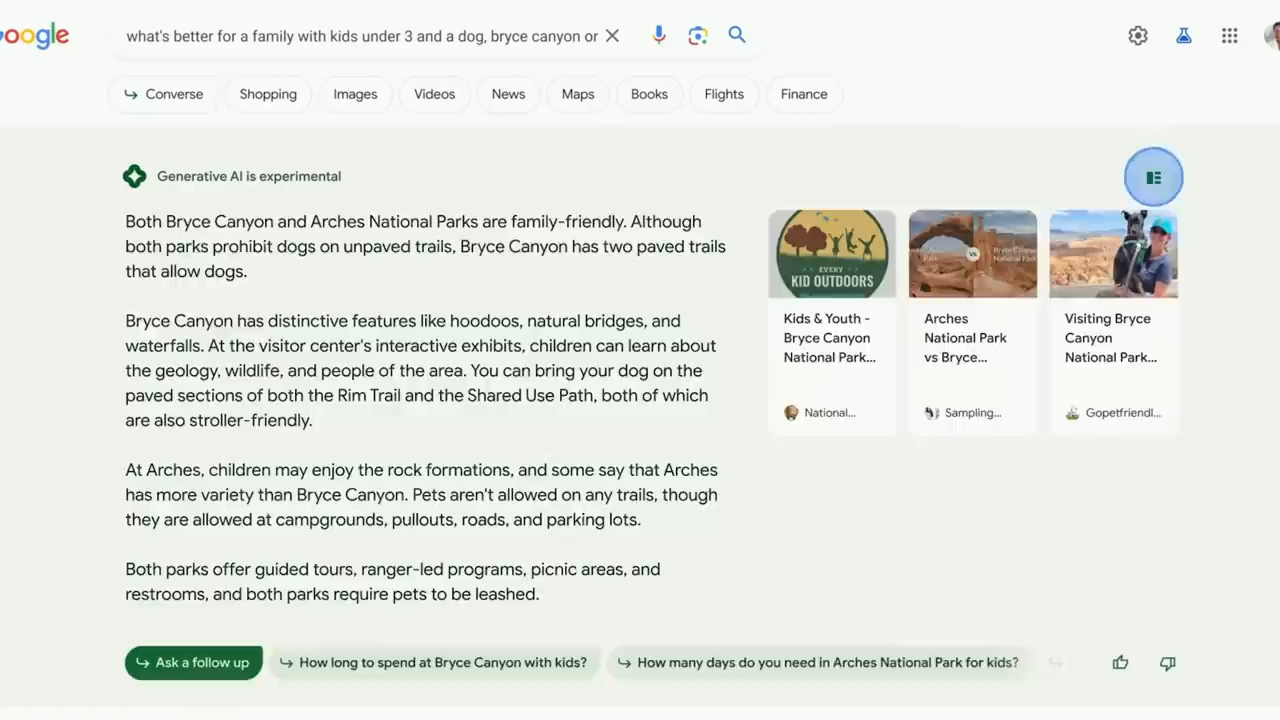 oogle
what's better for a family with kids under 3 and a dog, bryce canyon or
Converse
Shopping
Images
Videos
News
Maps
Books
Flights
Finance
Generative AI is experimental
Both Bryce Canyon and Arches National Parks are family-friendly. Although
both parks prohibit dogs on unpaved trails, Bryce Canyon has two paved trails
that allow dogs.
Bryce Canyon has distinctive features like hoodoos, natural bridges, and
waterfalls. At the visitor center's interactive exhibits, children can learn about
the geology, wildlife, and people of the area. You can bring your dog on the
paved sections of both the Rim Trail and the Shared Use Path, both of which
are also stroller-friendly.
At Arches, children may enjoy the rock formations, and some say that Arches
has more variety than Bryce Canyon. Pets aren't allowed on any trails, though
they are allowed at campgrounds, pullouts, roads, and parking lots.
Both parks offer guided tours, ranger-led programs, picnic areas, and
restrooms, and both parks require pets to be leashed.
EVERY
KID OUTDOORS
Kids & Youth -
Bryce Canyon
National Park...
National...
Park
VS
Bryce Canyon
National Park
Arches
National Park
vs Bryce...
Sampling...
Visiting Bryce
Canyon
National Park...
Gopetfriendl...
Ask a follow up
How long to spend at Bryce Canyon with kids?
How many days do you need in Arches National Park for kids?